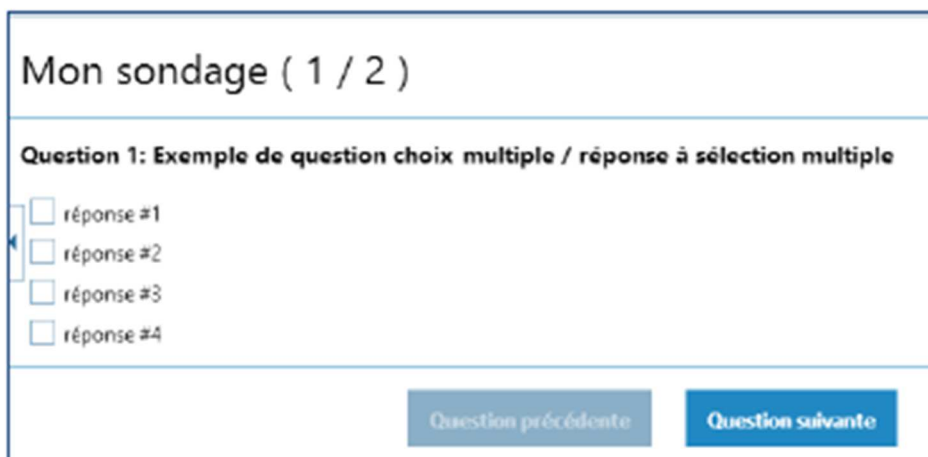 Mon sondage ( 1 / 2 )
Question 1: Exemple de question choix multiple / réponse à sélection multiple
réponse #1
réponse #2
réponse #3
réponse #4
Question précédente
Question suivante